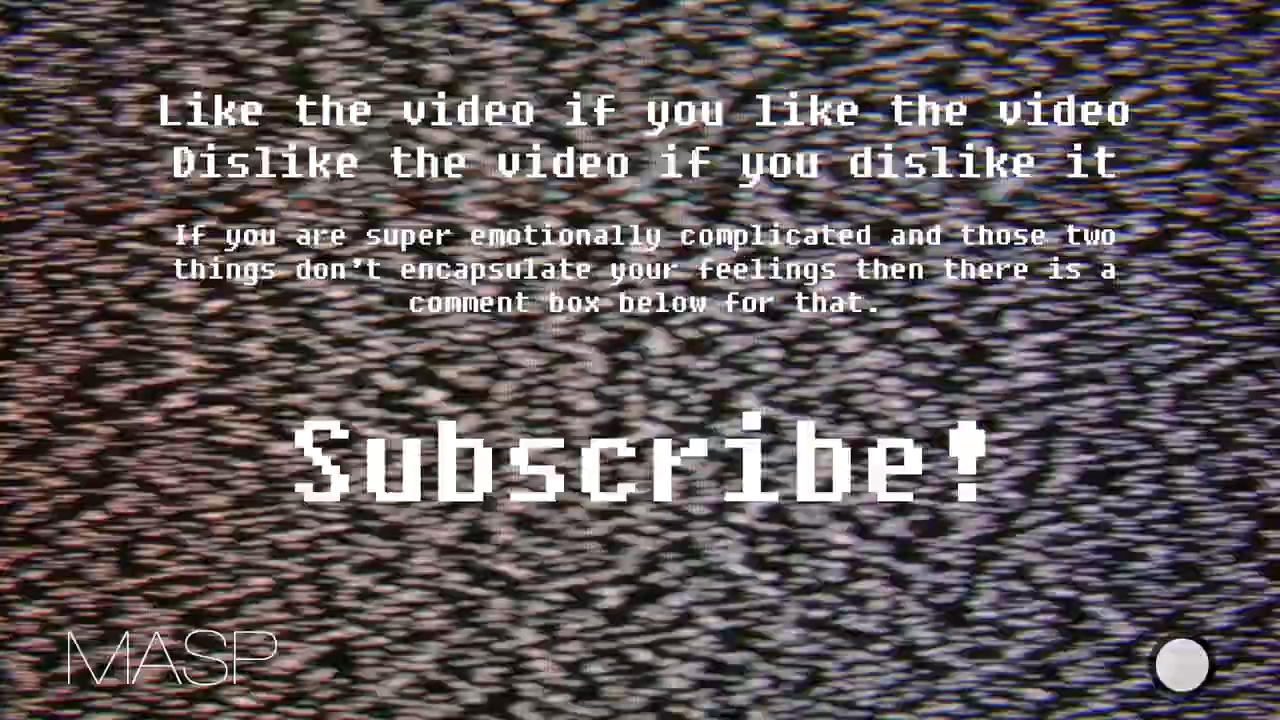 Like the video if you like the video
Dislike the video if you dislike it
If you are super emotionally complicated and those two
things don't encapsulate your feelings then there is a
comment box below for that.
Subscribe!
MASP